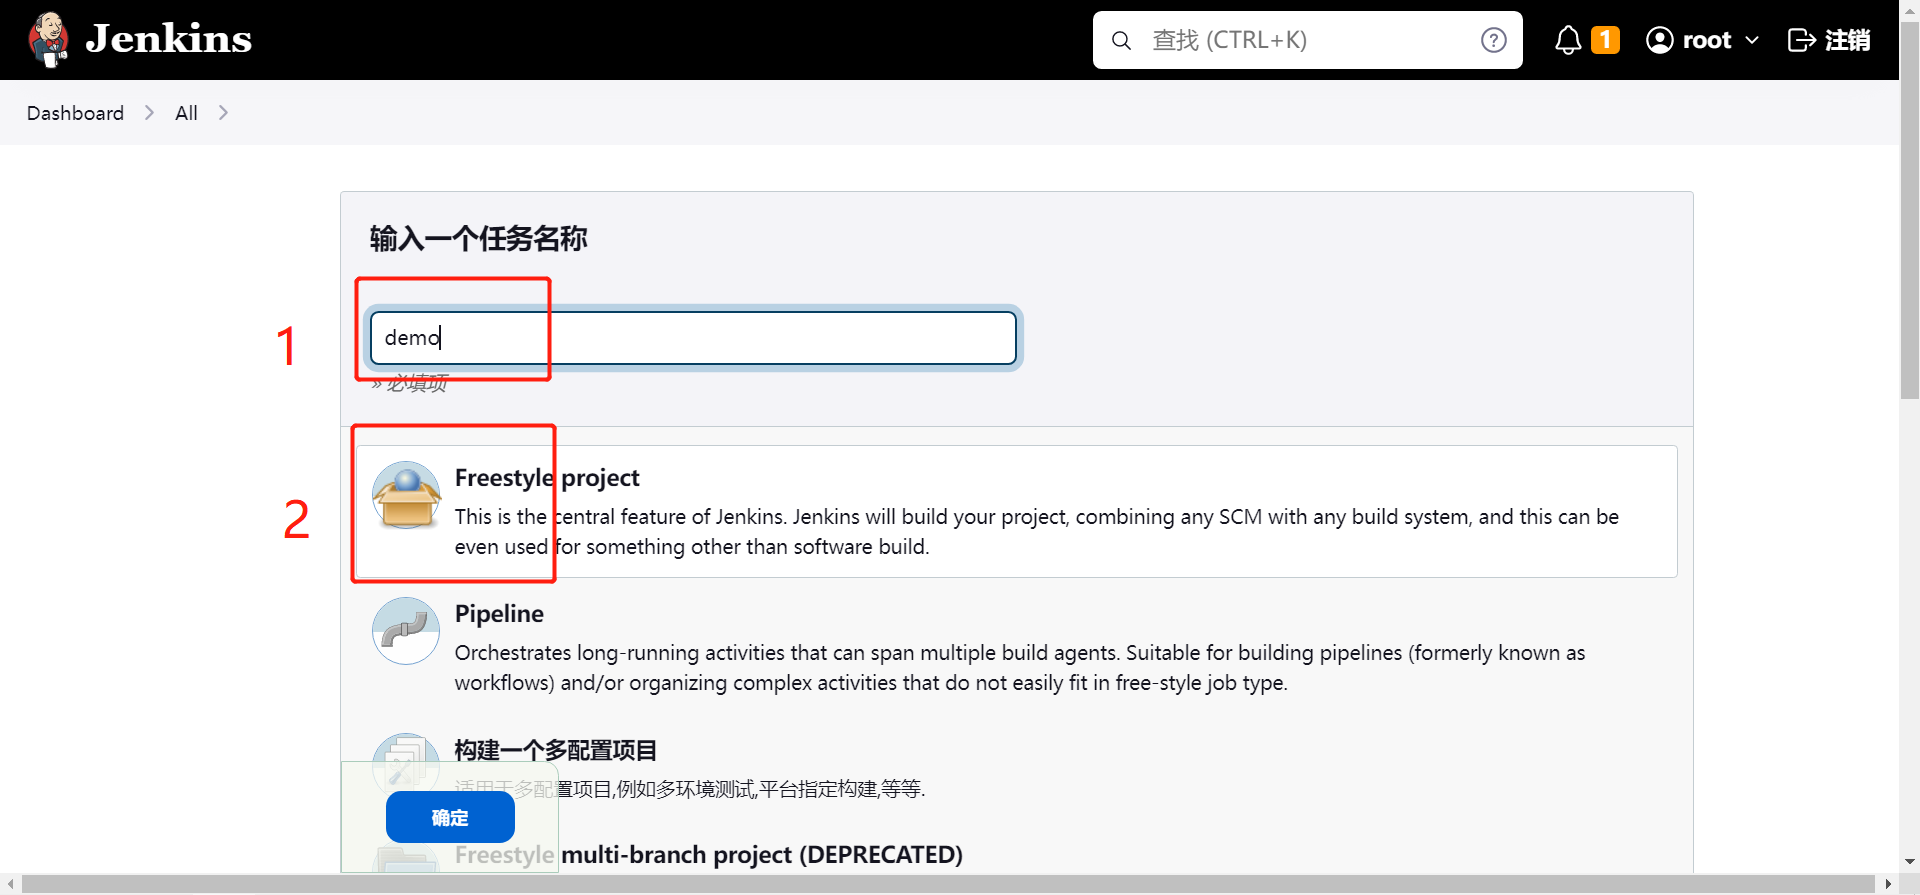 Jenkins
查找 (CTRL+K)
1
root
注销
Dashboard
All
输入一个任务名称
1
demo
» 必填项
2
Freestyle project
This is the central feature of Jenkins. Jenkins will build your project, combining any SCM with any build system, and this can be
even used for something other than software build.
Pipeline
Orchestrates long-running activities that can span multiple build agents. Suitable for building pipelines (formerly known as
workflows) and/or organizing complex activities that do not easily fit in free-style job type.
构建一个多配置项目
适用于多配置项目,例如多环境测试,平台指定构建,等等.
确定
Freestyle multi-branch project (DEPRECATED)